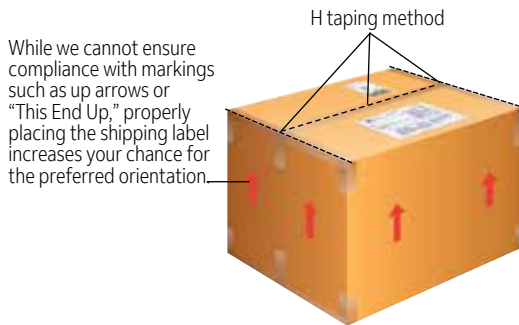 H taping method
While we cannot ensure
compliance with markings
such as up arrows or
“This End Up,” properly
placing the shipping label
increases your chance for
the preferred orientation.